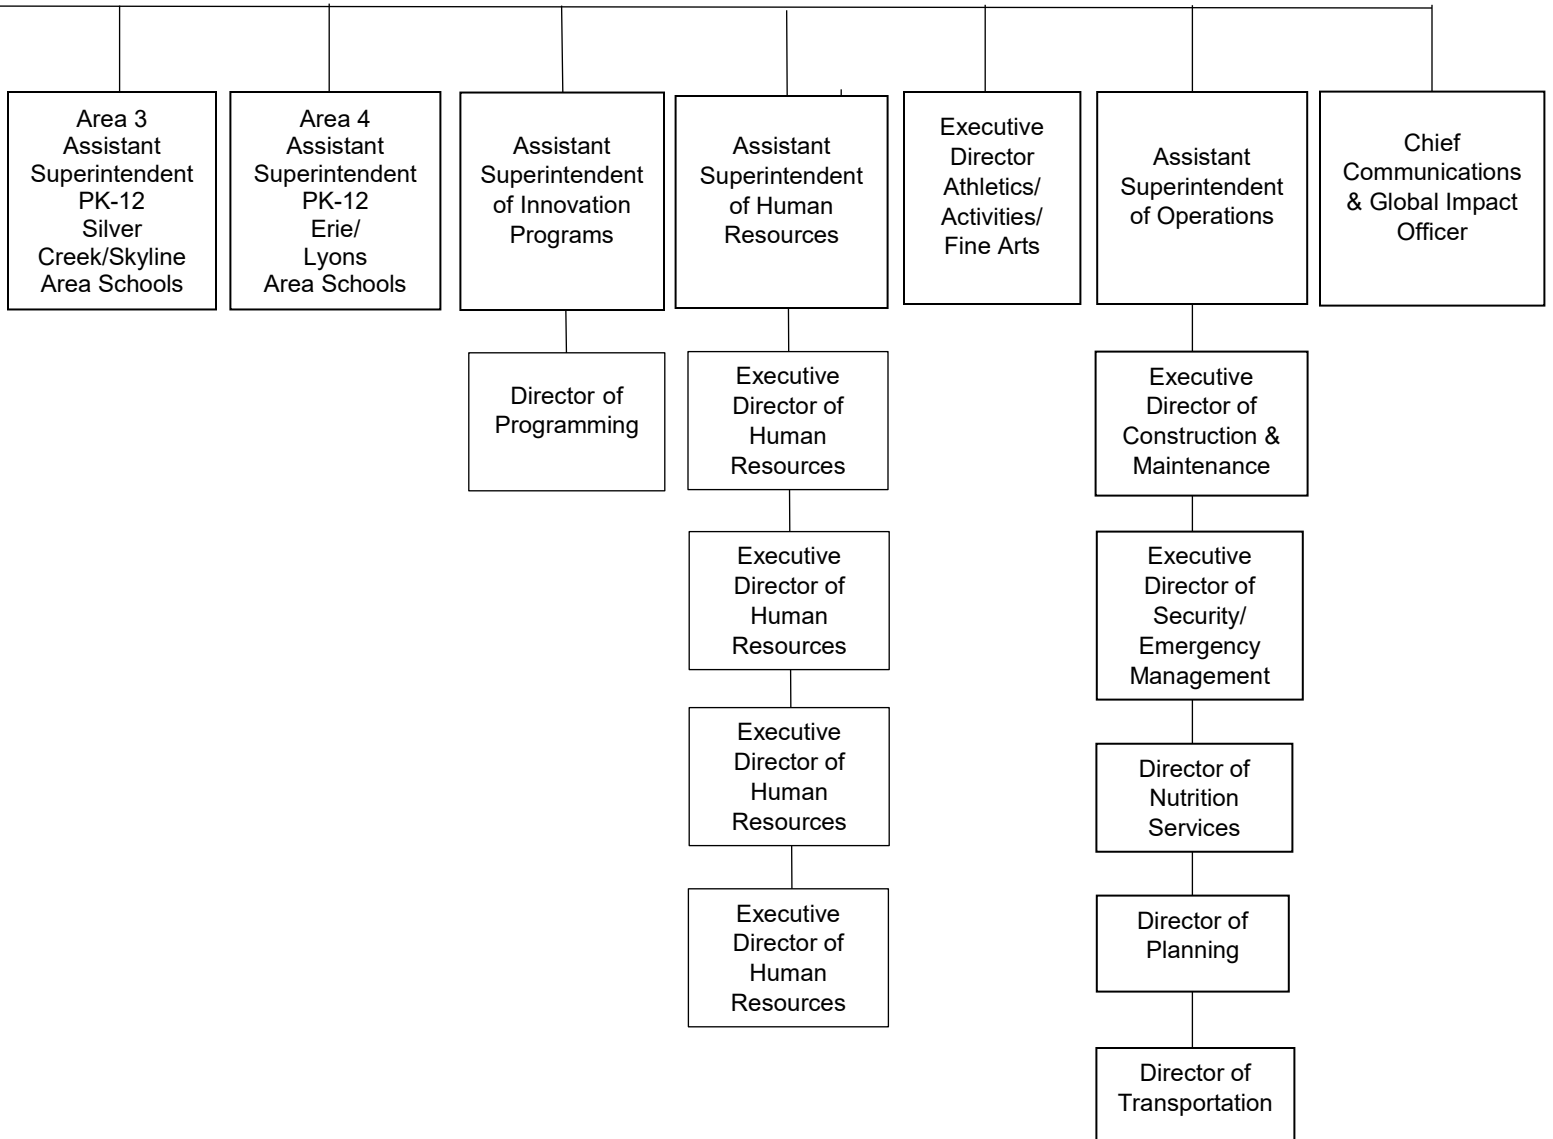 Area 3
Assistant
Superintendent
PK-12
Silver
Creek/Skyline
Area Schools
Area 4
Assistant
Superintendent
PK-12
Erie/
Lyons
Area Schools
Assistant
Superintendent
of Innovation
Programs
Assistant
Superintendent
of Human
Resources
Executive
Director
Athletics/
Activities/
Fine Arts
Assistant
Superintendent
of Operations
Chief
Communications
& Global Impact
Officer
Director of
Programming
Executive
Director of
Human
Resources
Executive
Director of
Human
Resources
Executive
Director of
Human
Resources
Executive
Director of
Human
Resources
Executive
Director of
Construction &
Maintenance
Executive
Director of
Security/
Emergency
Management
Director of
Nutrition
Services
Director of
Planning
Director of
Transportation